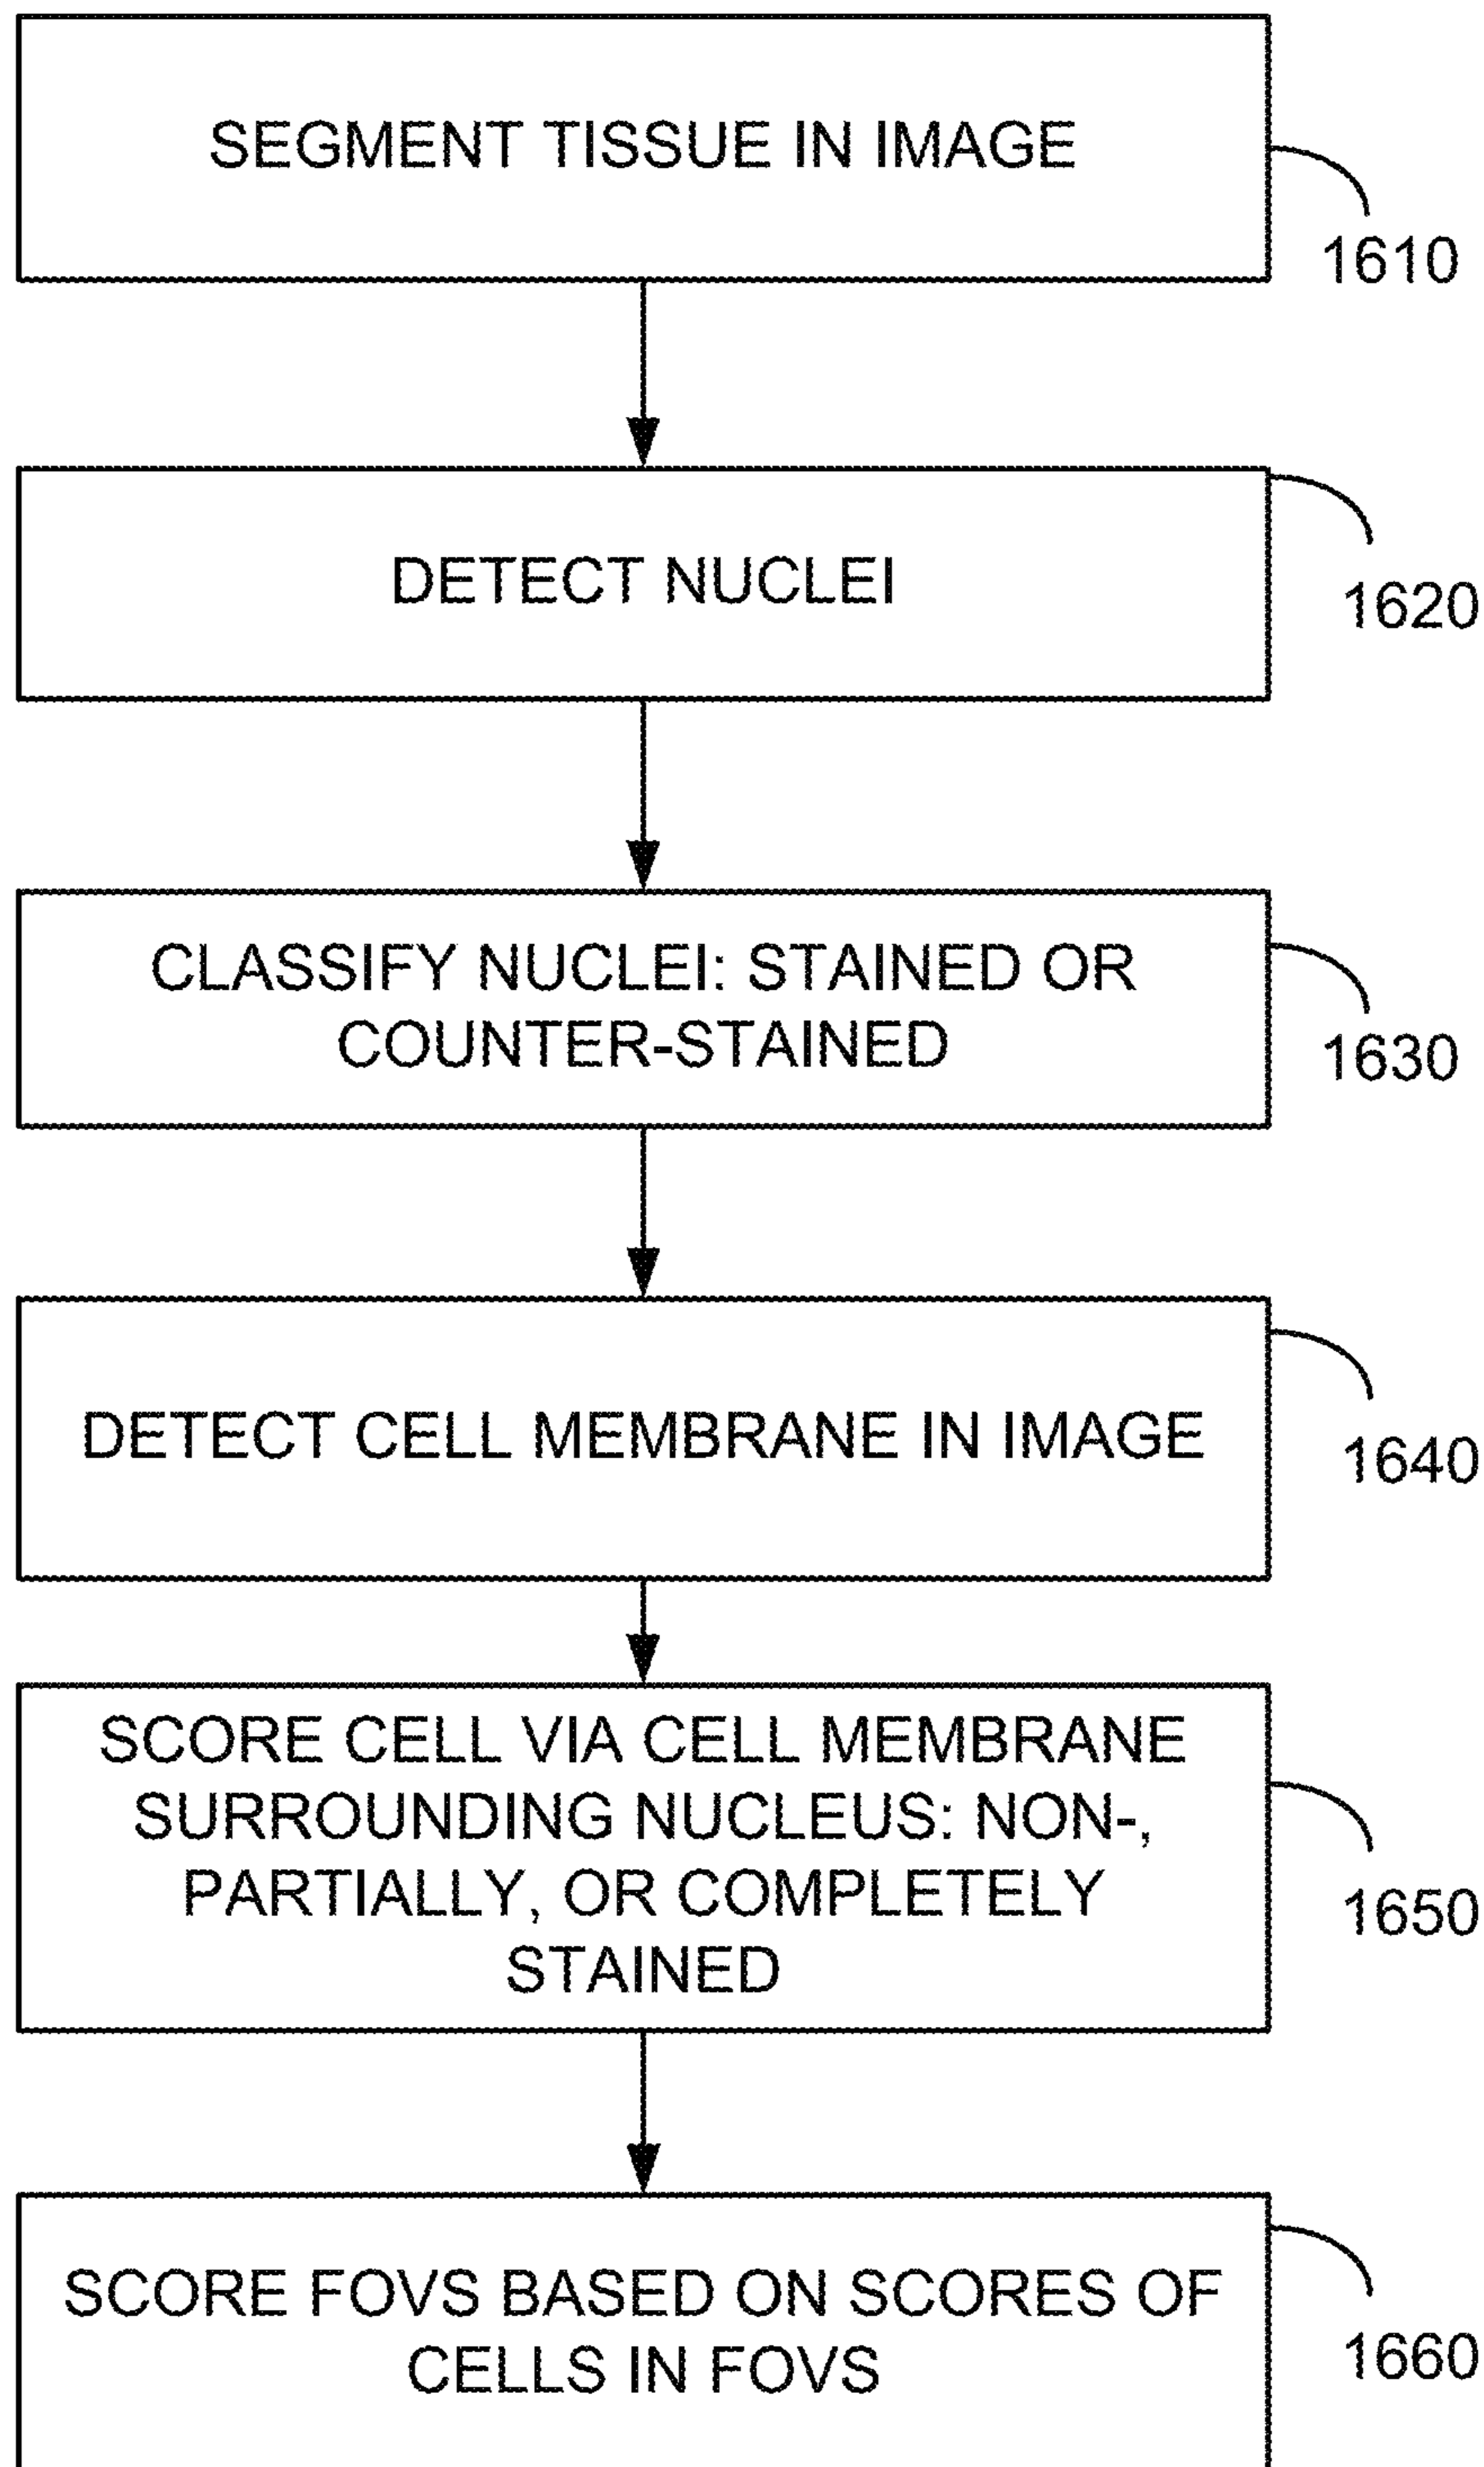 SEGMENT TISSUE IN IMAGE
1610
DETECT NUCLEI
1620
CLASSIFY NUCLEI: STAINED OR
COUNTER-STAINED
1630
DETECT CELL MEMBRANE IN IMAGE
1640
SCORE CELL VIA CELL MEMBRANE
SURROUNDING NUCLEUS: NON-,
PARTIALLY, OR COMPLETELY
STAINED
1650
SCORE FOVS BASED ON SCORES OF
CELLS IN FOVS
1660